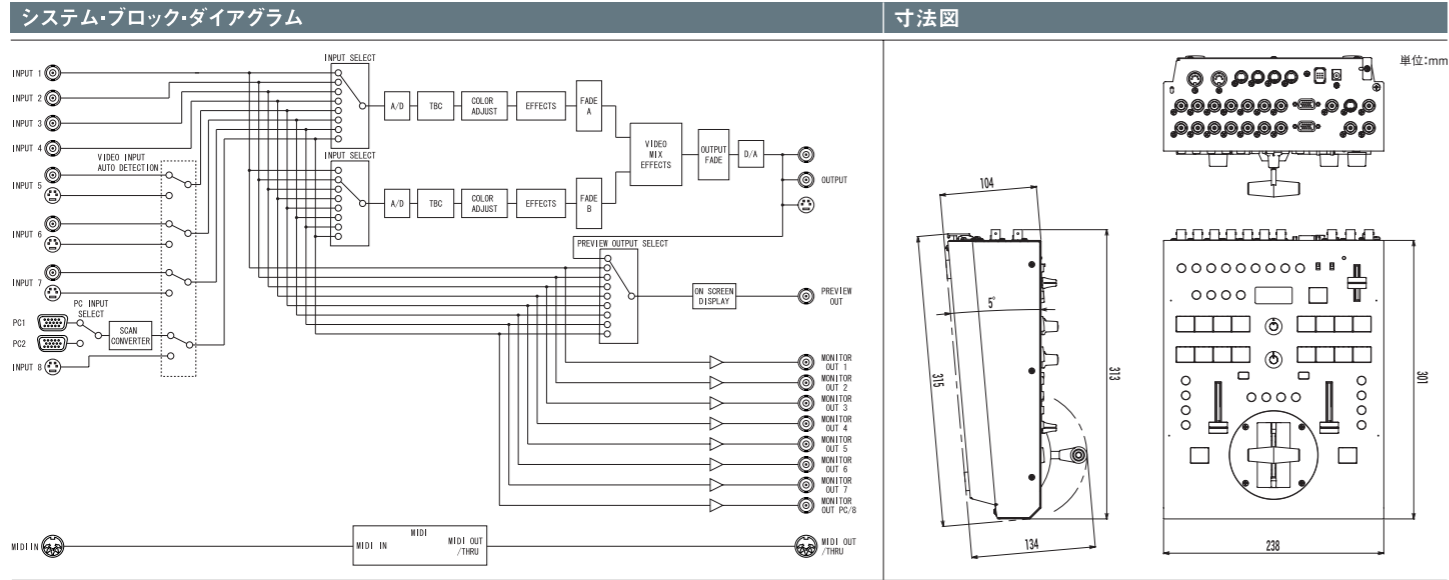 システム・ブロック・ダイアグラム
INPUT 1
INPUT 2
INPUT 3
INPUT 4
INPUT 5
INPUT 6
INPUT 7
PC1
PC2
INPUT 8
VIDEO INPUT
AUTO DETECTION
PC INPUT
SELECT
SCAN
CONVERTER
INPUT SELECT
A/D
TBC
COLOR
ADJUST
EFFECTS
FADE
A
INPUT SELECT
A/D
TBC
COLOR
ADJUST
EFFECTS
FADE
B
VIDEO
MIX
EFFECTS
OUTPUT
FADE
D/A
OUTPUT
PREVIEW OUTPUT SELECT
ON SCREEN
DISPLAY
PREVIEW
OUT
MONITOR
OUT 1
MONITOR
OUT 2
MONITOR
OUT 3
MONITOR
OUT 4
MONITOR
OUT 5
MONITOR
OUT 6
MONITOR
OUT 7
MONITOR
OUT PC/8
MIDI IN
MIDI
MIDI IN
MIDI OUT
/THRU
MIDI OUT
/THRU
寸法図
単位:mm
104
5°
315
313
134
301
238